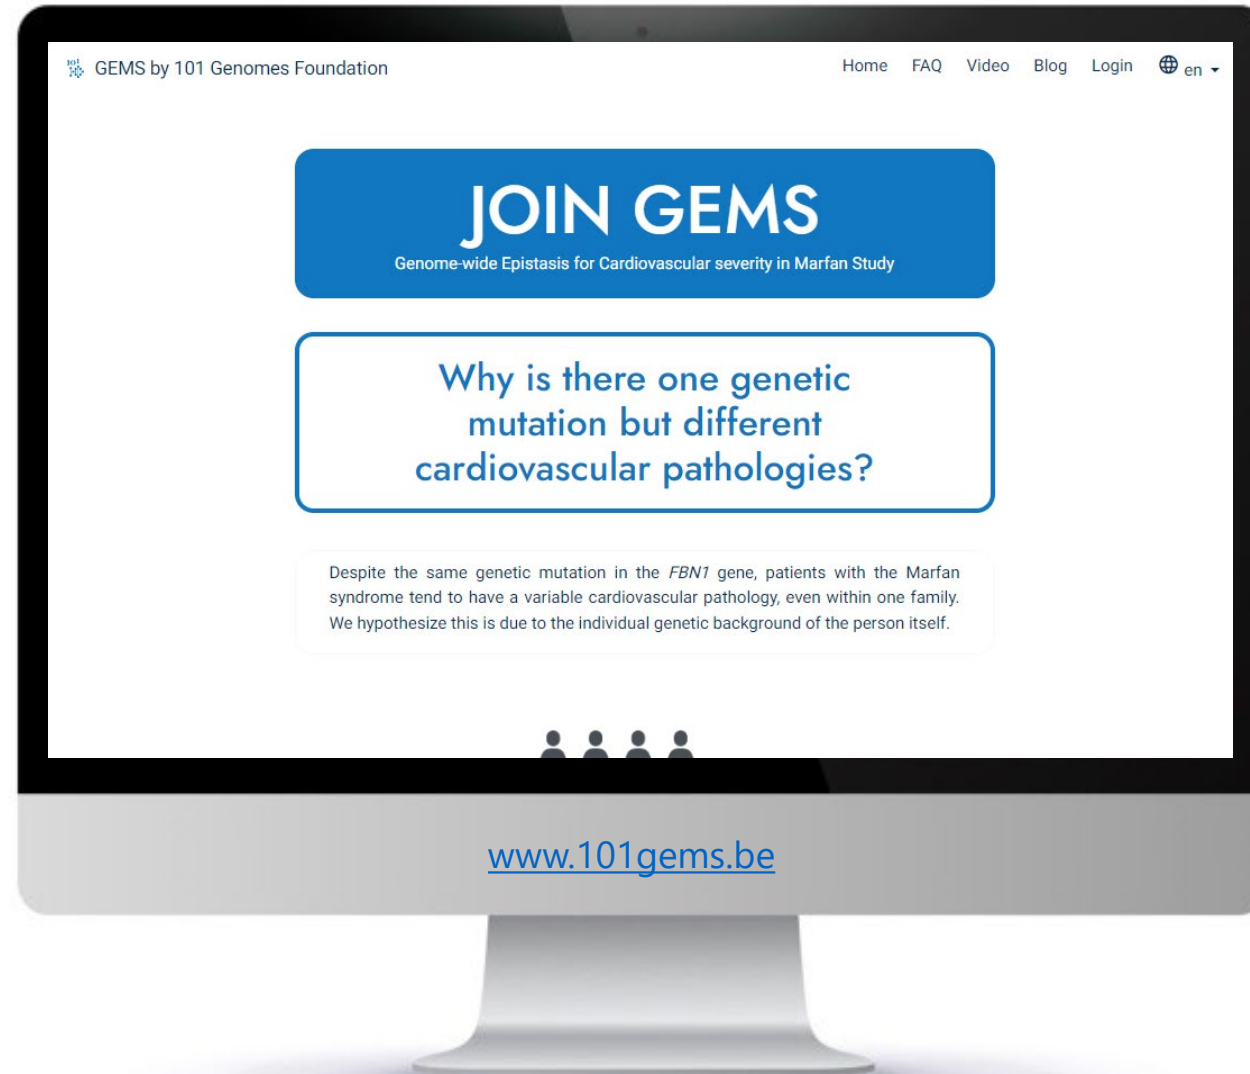 GEMS by 101 Genomes Foundation
Home FAQ Video Blog Login en
JOIN GEMS
Genome-wide Epistasis for Cardiovascular severity in Marfan Study
Why is there one genetic
mutation but different
cardiovascular pathologies?
Despite the same genetic mutation in the FBN1 gene, patients with the Marfan
syndrome tend to have a variable cardiovascular pathology, even within one family.
We hypothesize this is due to the individual genetic background of the person itself.
www.101gems.be